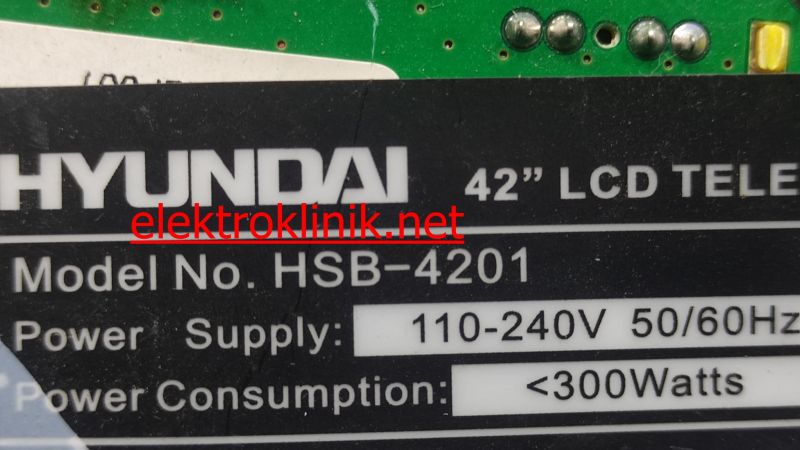 HYUNDAI 42” LCD TELE
elektroklinik.net
Model No. HSB-4201
Power Supply: 110-240V 50/60Hz
Power Consumption: <300Watts